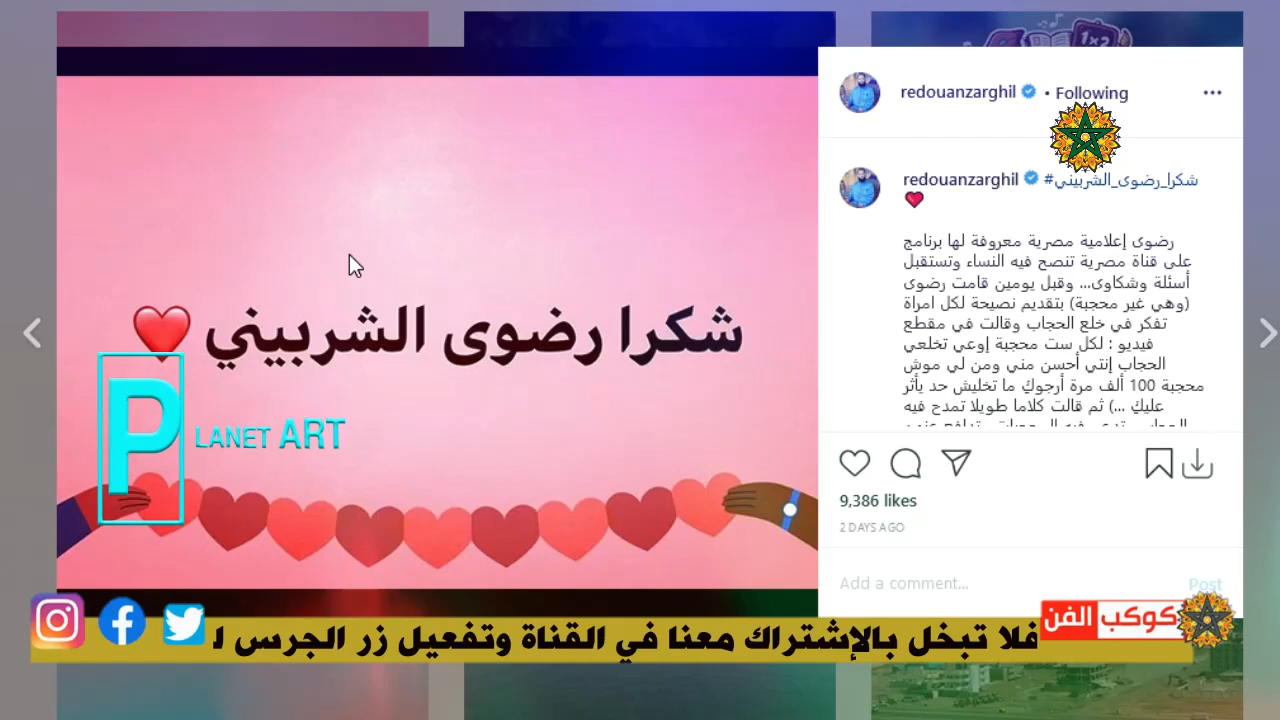 1x2
redouanzarghil • Following
redouanzarghil #شكرا_رضوى_الشربيني
❤️
رضوى إعلامية مصرية معروفة لها برنامج
على قناة مصرية تنصح فيه النساء وتستقبل
أسئلة وشكاوى... وقبل يومين قامت رضوى
(وهي غير محجبة) بتقديم نصيحة لكل امراة
تفكر في خلع الحجاب وقالت في مقطع
فيديو : لكل ست محجبة إوعي تخلعي
الحجاب إنتي أحسن مني ومن لي موش
محجبة 100 ألف مرة أرجوكِ ما تخليش حد يأثر
عليكِ ...) ثم قالت كلاما طويلا تمدح فيه
شكرا رضوى الشربيني ❤️
PLANET ART
9,386 likes
2 DAYS AGO
Add a comment...
Post
كوكب الفن
فلا تبخل بالإشتراك معنا في القناة وتفعيل زر الجرس ل